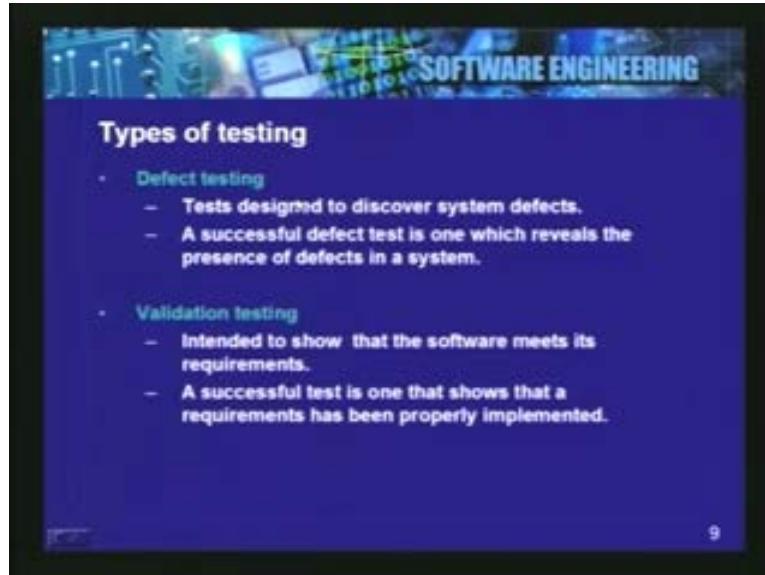 SOFTWARE ENGINEERING
Types of testing
• Defect testing
– Tests designed to discover system defects.
– A successful defect test is one which reveals the
presence of defects in a system.
• Validation testing
– Intended to show that the software meets its
requirements.
– A successful test is one that shows that a
requirements has been properly implemented.
9